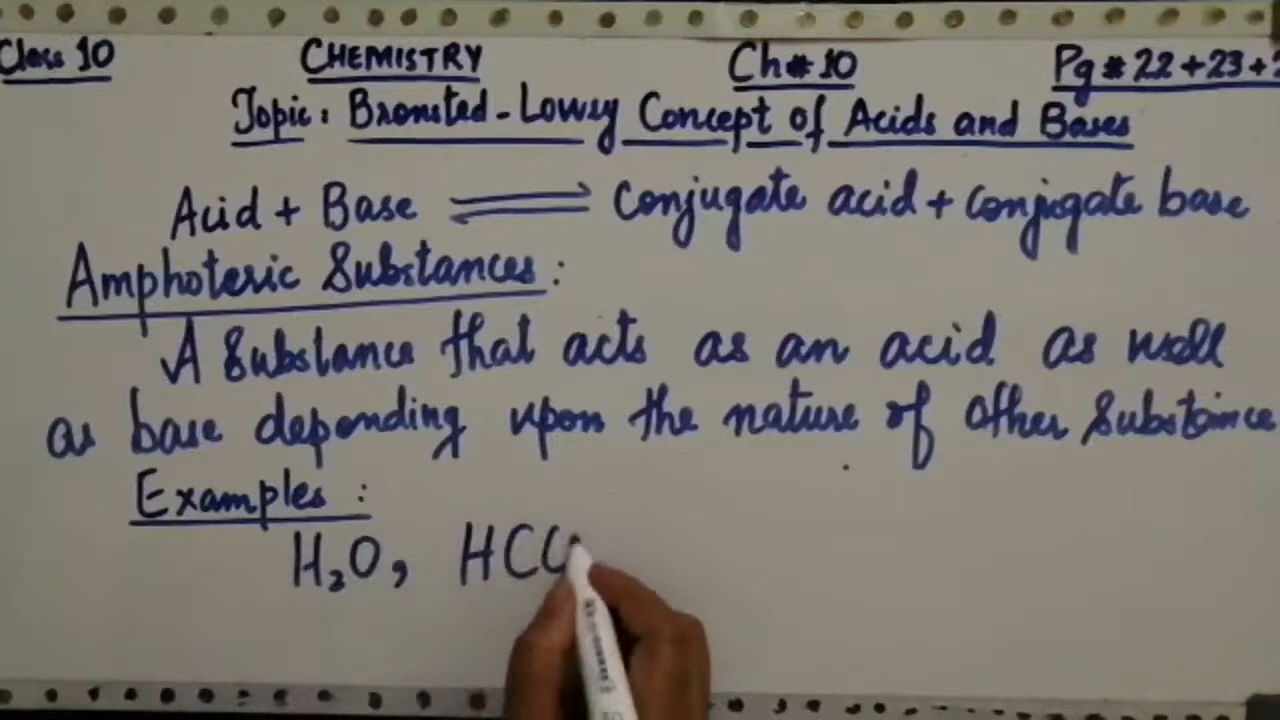 Class 10 CHEMISTRY Ch# 10 Pg # 22 +23+
Topic: Bronsted-Lowry Concept of Acids and Bases
Acid + Base ⇌ Conjugate acid + conjugate base
Amphoteric Substances:
A Substance that acts as an acid as well
as base depending upon the nature of other Substance
Examples :
H₂O, HC